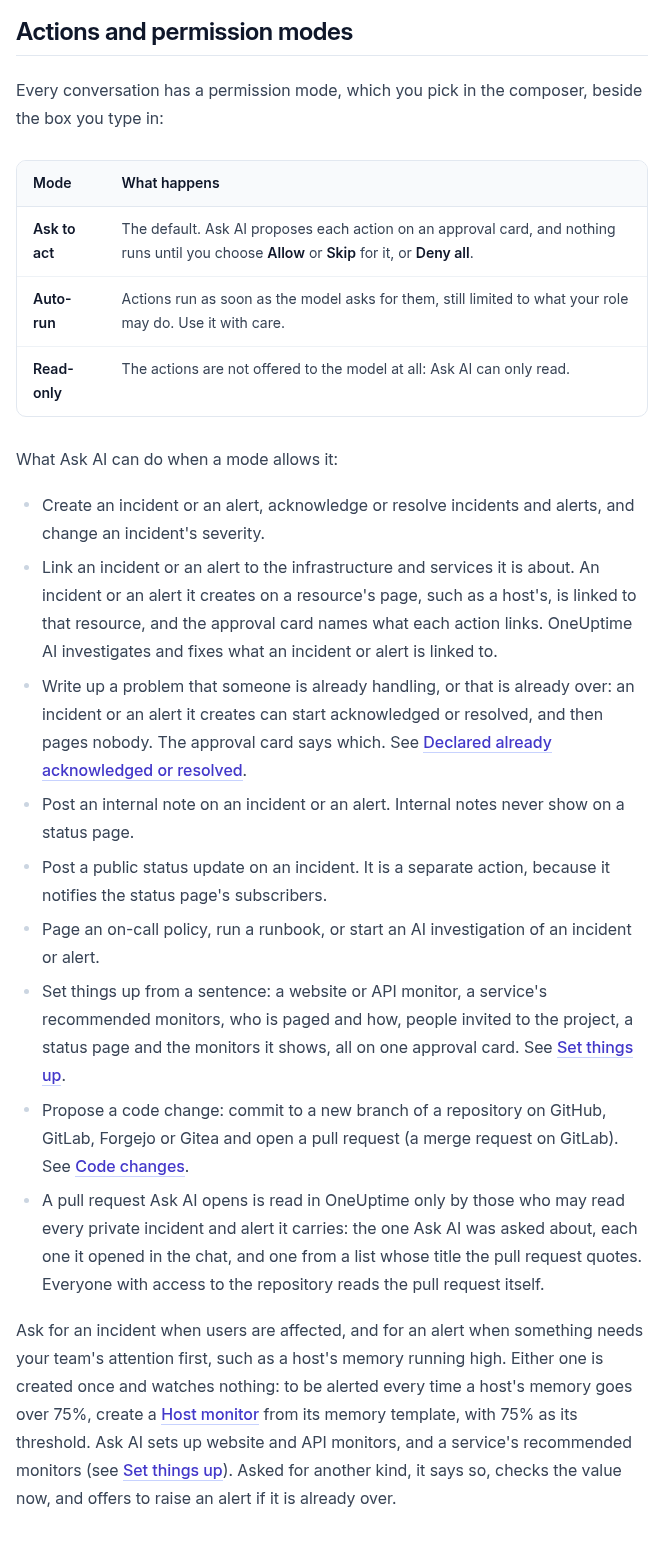 Actions and permission modes
Every conversation has a permission mode, which you pick in the composer, beside
the box you type in:
Mode What happens
Ask to act The default. Ask AI proposes each action on an approval card, and nothing
runs until you choose Allow or Skip for it, or Deny all.
Auto-run Actions run as soon as the model asks for them, still limited to what your role
may do. Use it with care.
Read-only The actions are not offered to the model at all: Ask AI can only read.
What Ask AI can do when a mode allows it:
Create an incident or an alert, acknowledge or resolve incidents and alerts, and
change an incident's severity.
Link an incident or an alert to the infrastructure and services it is about. An
incident or an alert it creates on a resource's page, such as a host's, is linked to
that resource, and the approval card names what each action links. OneUptime
AI investigates and fixes what an incident or alert is linked to.
Write up a problem that someone is already handling, or that is already over: an
incident or an alert it creates can start acknowledged or resolved, and then
pages nobody. The approval card says which. See Declared already
acknowledged or resolved.
Post an internal note on an incident or an alert. Internal notes never show on a
status page.
Post a public status update on an incident. It is a separate action, because it
notifies the status page's subscribers.
Page an on-call policy, run a runbook, or start an AI investigation of an incident
or alert.
Set things up from a sentence: a website or API monitor, a service's
recommended monitors, who is paged and how, people invited to the project, a
status page and the monitors it shows, all on one approval card. See Set things
up.
Propose a code change: commit to a new branch of a repository on GitHub,
GitLab, Forgejo or Gitea and open a pull request (a merge request on GitLab).
See Code changes.
A pull request Ask AI opens is read in OneUptime only by those who may read
every private incident and alert it carries: the one Ask AI was asked about, each
one it opened in the chat, and one from a list whose title the pull request quotes.
Everyone with access to the repository reads the pull request itself.
Ask for an incident when users are affected, and for an alert when something needs
your team's attention first, such as a host's memory running high. Either one is
created once and watches nothing: to be alerted every time a host's memory goes
over 75%, create a Host monitor from its memory template, with 75% as its
threshold. Ask AI sets up website and API monitors, and a service's recommended
monitors (see Set things up). Asked for another kind, it says so, checks the value
now, and offers to raise an alert if it is already over.